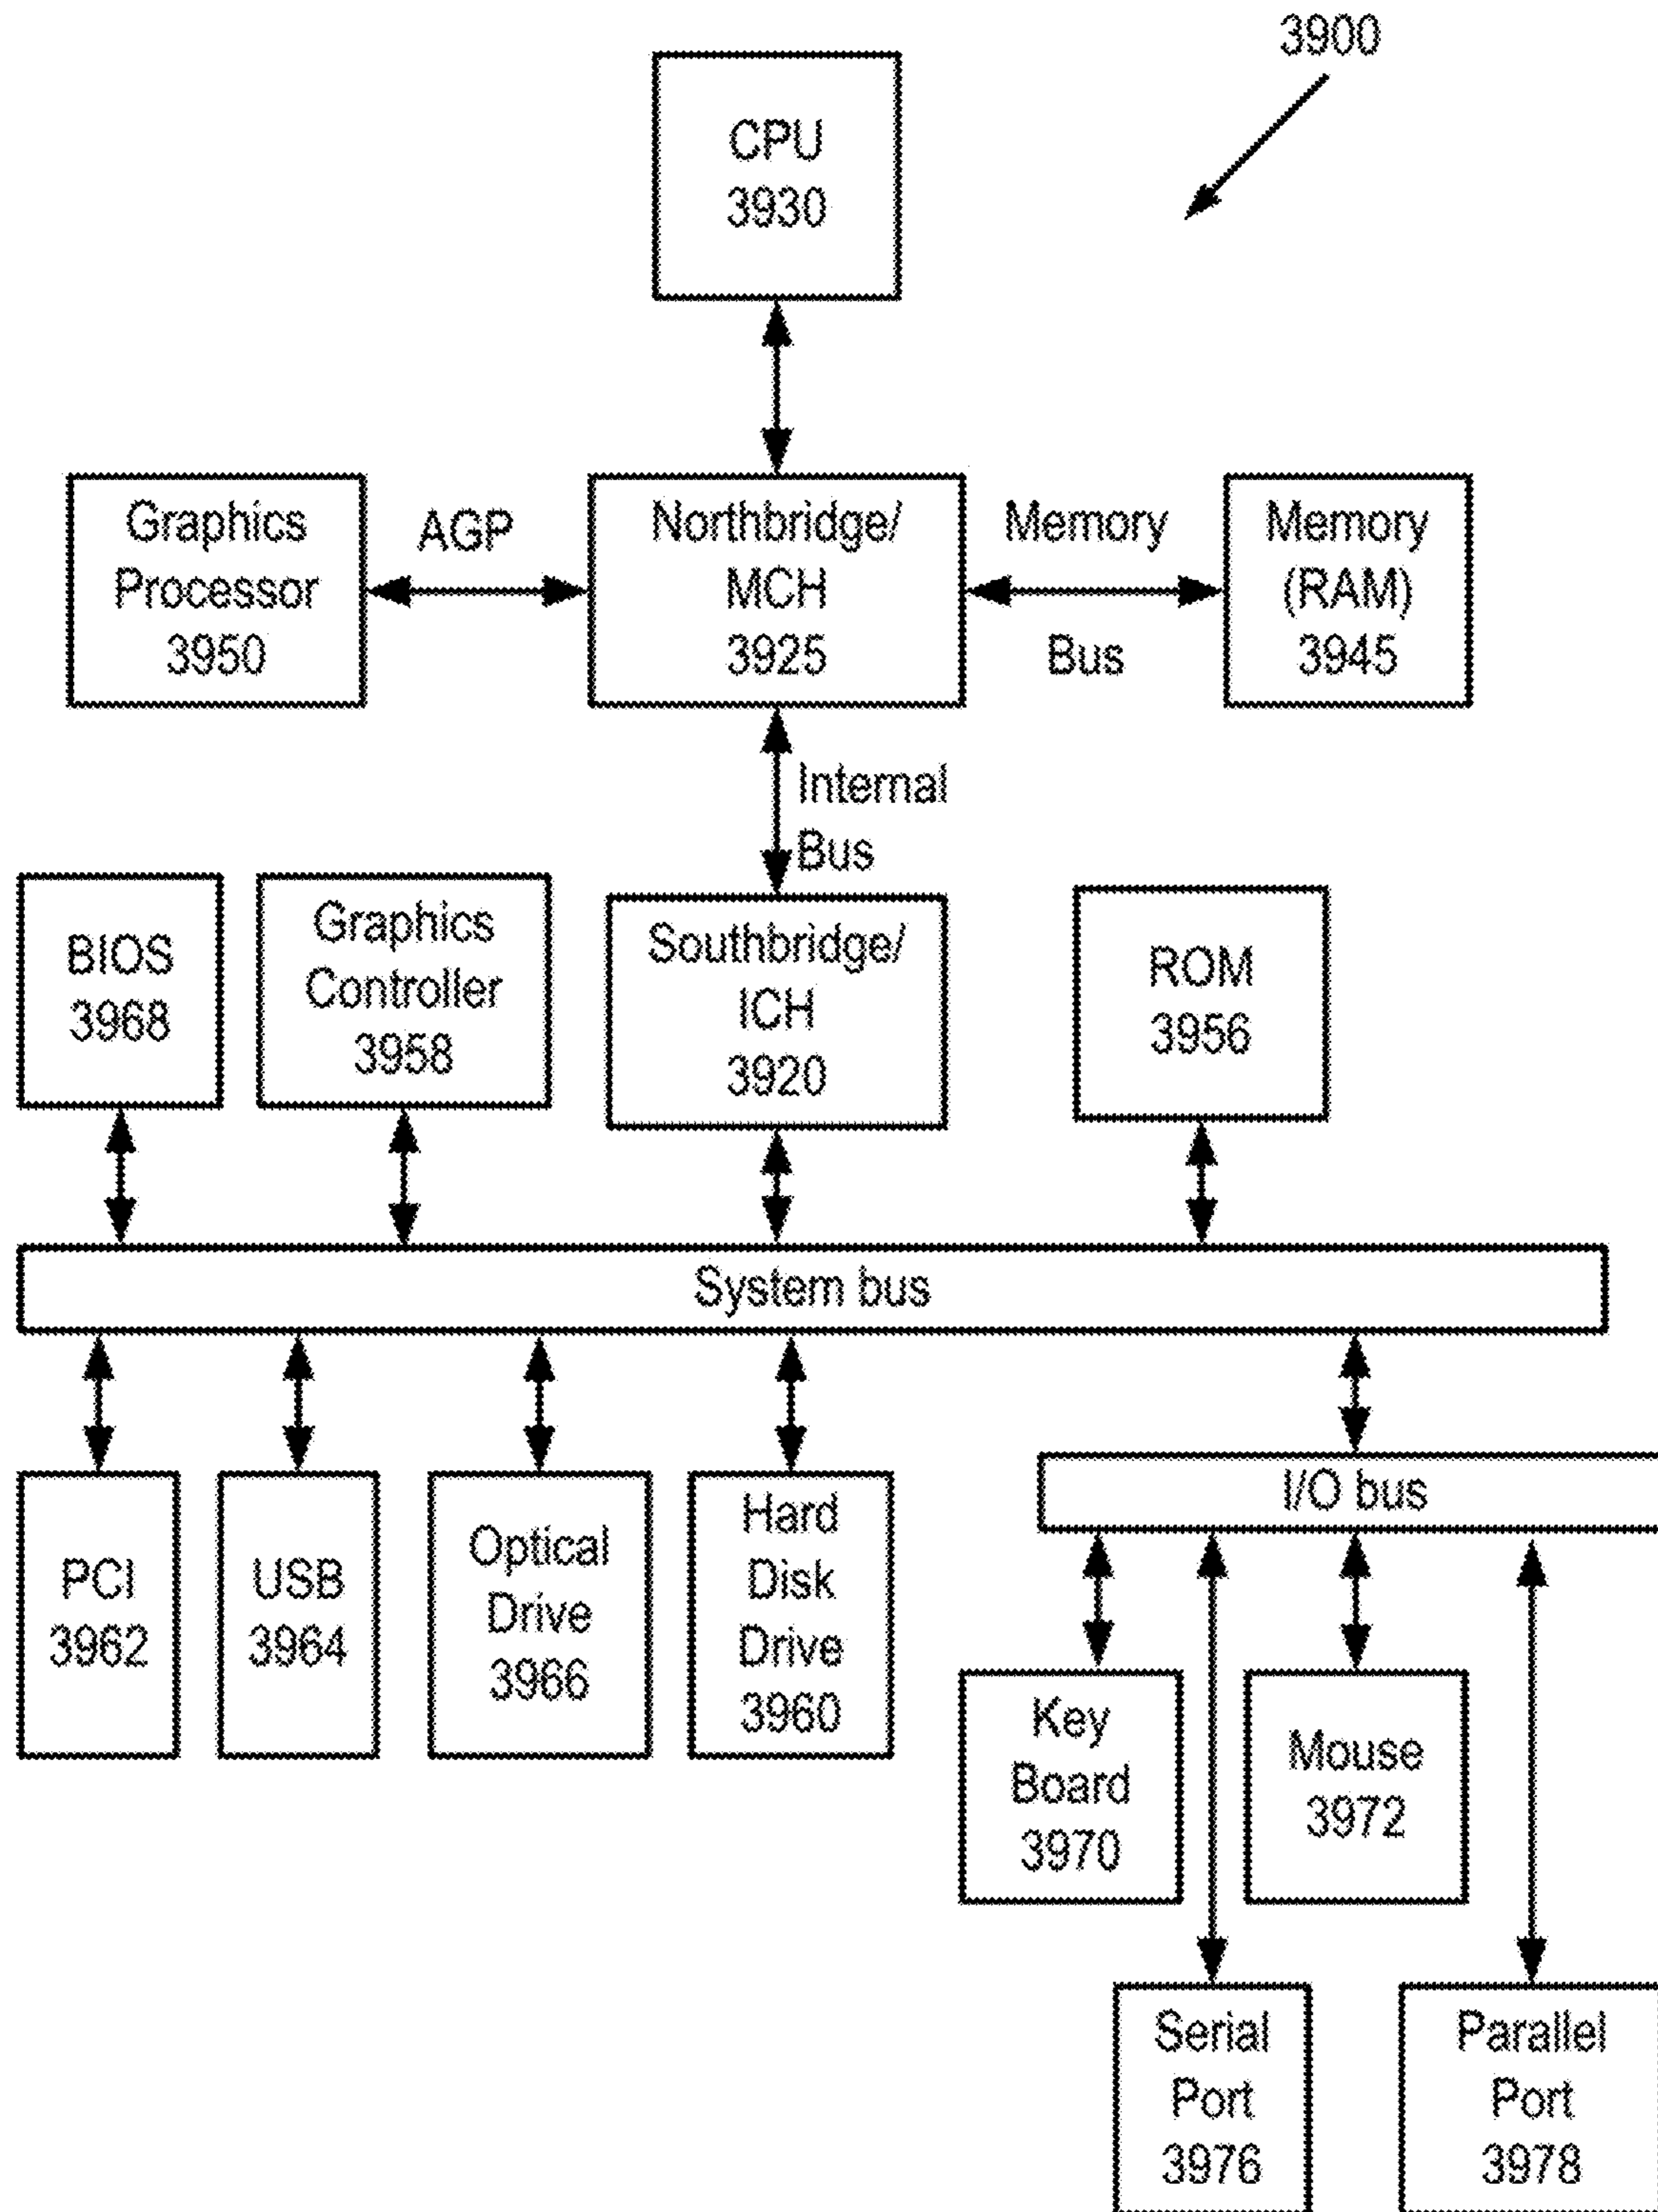 3900
CPU
3930
Graphics
Processor
3950
AGP
Northbridge/
MCH
3925
Memory
Bus
Memory
(RAM)
3945
Internal
Bus
BIOS
3968
Graphics
Controller
3958
Southbridge/
ICH
3920
ROM
3956
System bus
PCI
3962
USB
3964
Optical
Drive
3966
Hard
Disk
Drive
3960
I/O bus
Key
Board
3970
Mouse
3972
Serial
Port
3976
Parallel
Port
3978